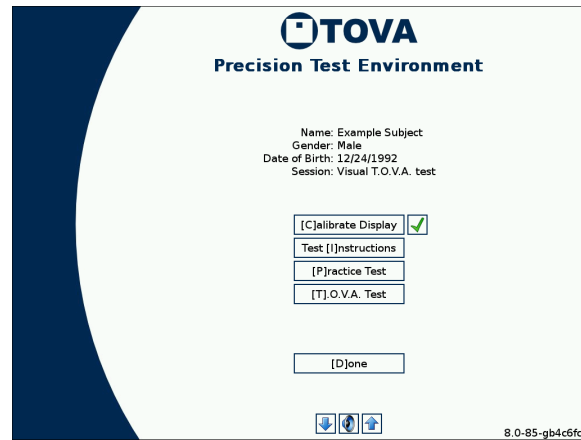 TOVA
Precision Test Environment
Name: Example Subject
Gender: Male
Date of Birth: 12/24/1992
Session: Visual T.O.V.A. test
[C]alibrate Display
Test [I]nstructions
[P]ractice Test
[T].O.V.A. Test
[D]one
8.0-85-gb4c6fc